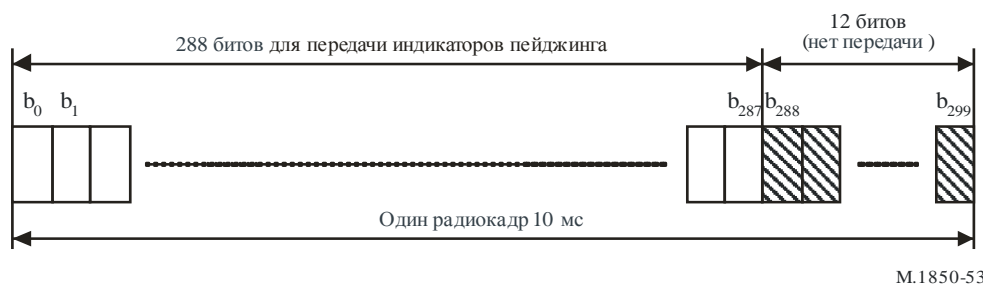 12 битов
288 битов для передачи индикаторов пейджинга
(нет передачи )
b0 b1 b287 b288 b299
Один радиокадр 10 мс
M.1850-53